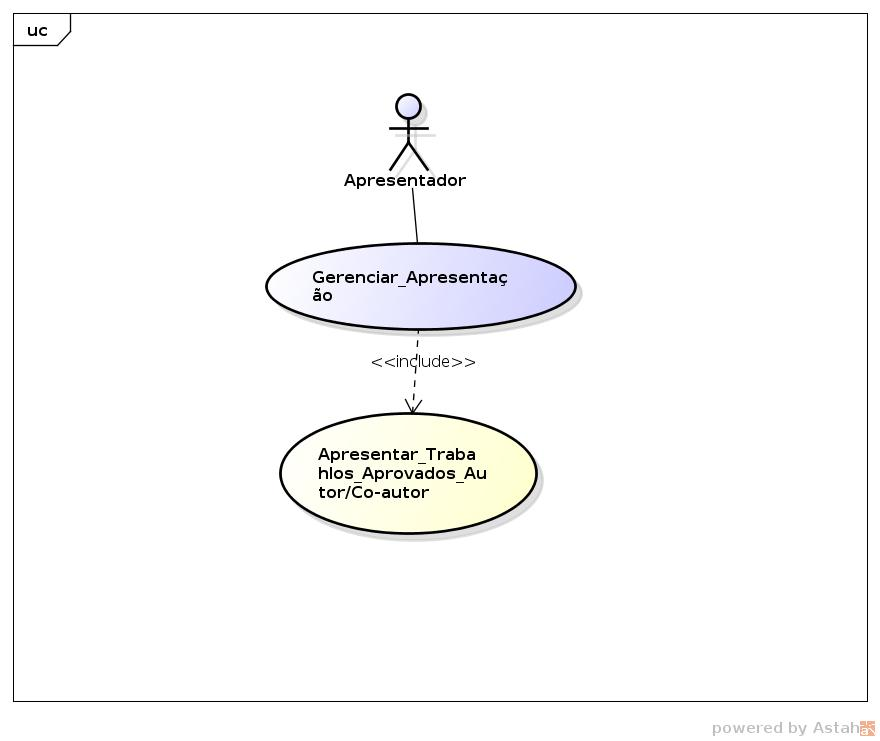 uc
Apresentador
Gerenciar_Apresentaç
ão
<<include>>
Apresentar_Traba
hlos_Aprovados_Au
tor/Co-autor
powered by Astah